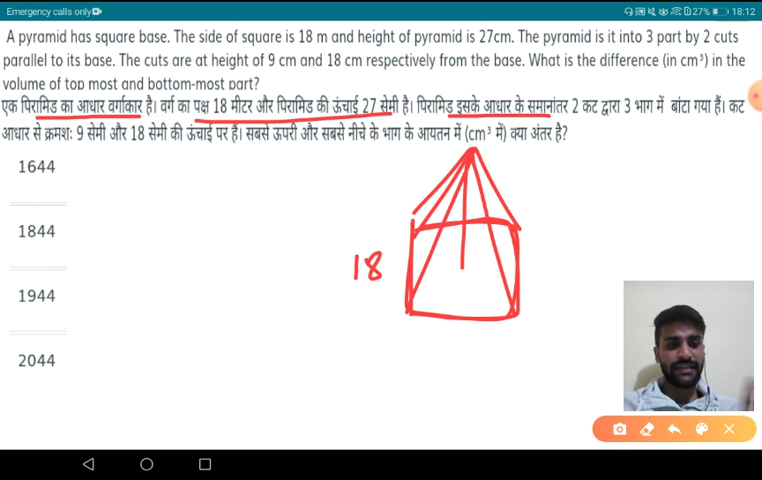 Emergency calls only
27% 18:12
A pyramid has square base. The side of square is 18 m and height of pyramid is 27cm. The pyramid is it into 3 part by 2 cuts
parallel to its base. The cuts are at height of 9 cm and 18 cm respectively from the base. What is the difference (in cm³) in the
volume of top most and bottom-most part?
एक पिरामिड का आधार वर्गाकार है। वर्ग का पक्ष 18 मीटर और पिरामिड की ऊंचाई 27 सेमी है। पिरामिड इसके आधार के समानांतर 2 कट द्वारा 3 भाग में बांटा गया हैं। कट
आधार से क्रमश: 9 सेमी और 18 सेमी की ऊंचाई पर हैं। सबसे ऊपरी और सबसे नीचे के भाग के आयतन में (cm³ में) क्या अंतर है?
1644
1844
18
1944
2044